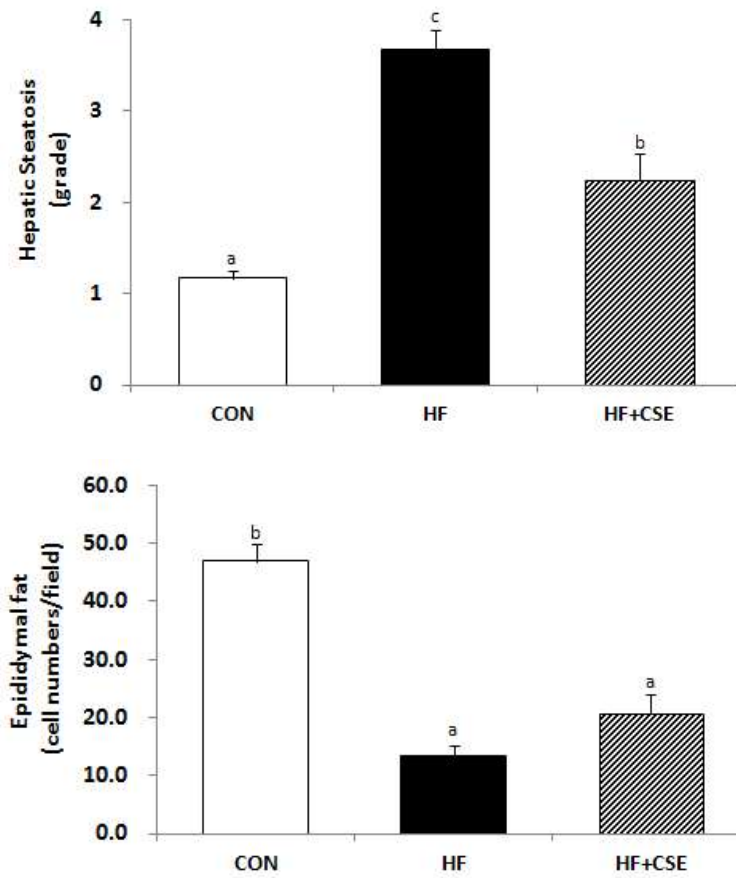 Hepatic Steatosis
(grade)
4
3
2
1
0
a
c
b
CON HF HF+CSE
Epididymal fat
(cell numbers/field)
60.0
50.0
40.0
30.0
20.0
10.0
0.0
b
a
a
CON HF HF+CSE